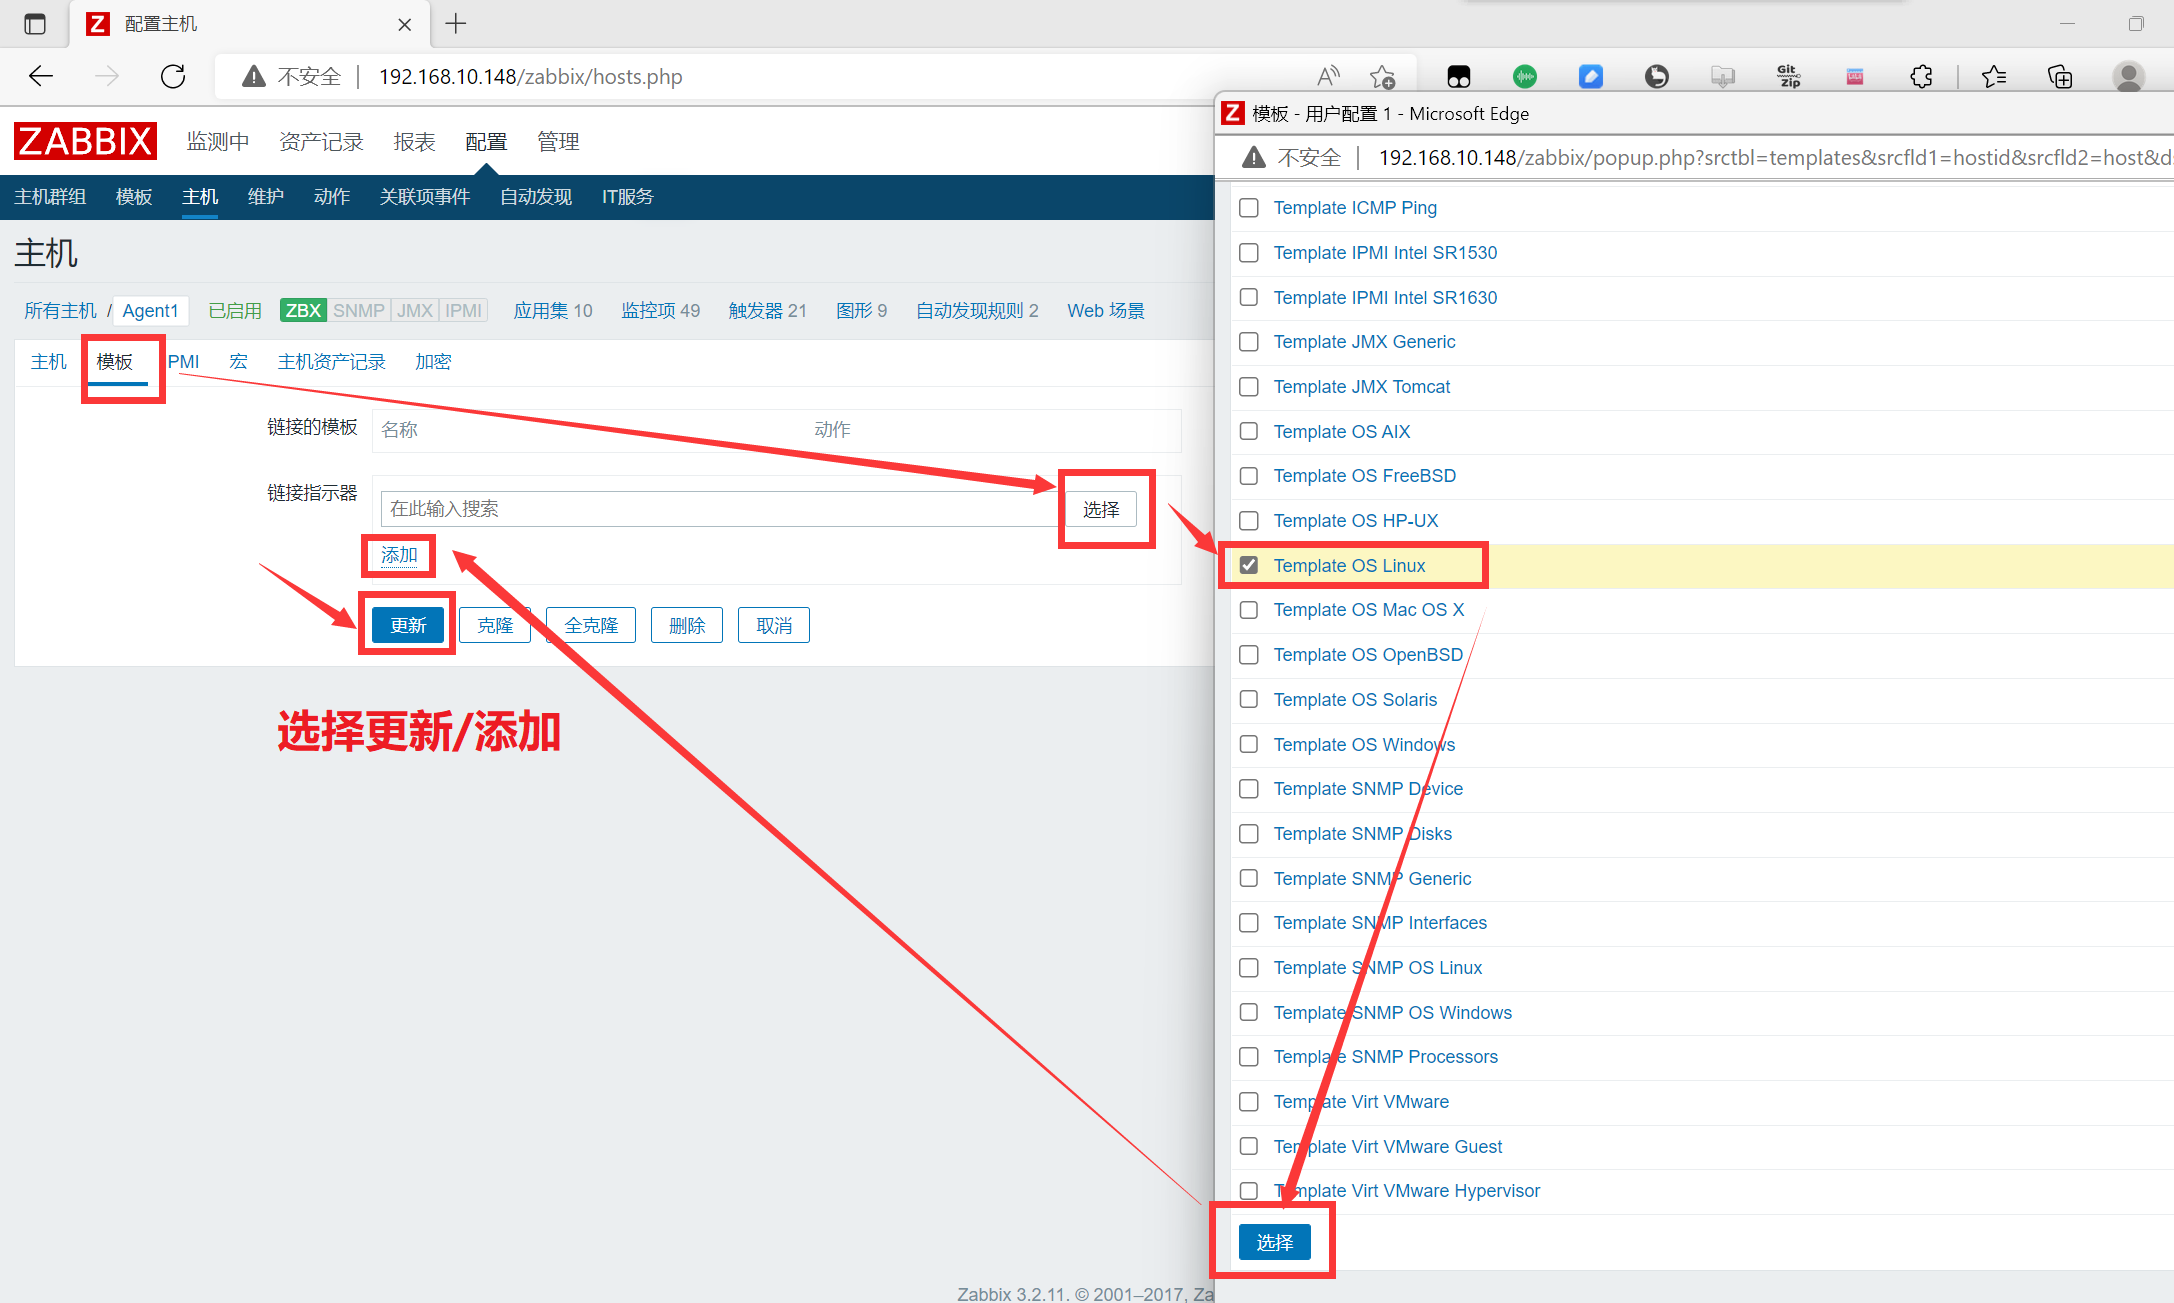 配置主机
不安全 192.168.10.148/zabbix/hosts.php
Git
Zip
ZABBIX 监测中 资产记录 报表 配置 管理
主机群组 模板 主机 维护 动作 关联项事件 自动发现 IT服务
主机
所有主机 / Agent1 已启用 ZBX SNMP JMX IPMI 应用集 10 监控项 49 触发器 21 图形 9 自动发现规则 2 Web 场景
主机 模板 PMI 宏 主机资产记录 加密
链接的模板 名称 动作
链接指示器 在此输入搜索 选择
添加
更新 克隆 全克隆 删除 取消
选择更新/添加
Zabbix 3.2.11. © 2001–2017, Za
模板 - 用户配置 1 - Microsoft Edge
不安全 192.168.10.148/zabbix/popup.php?srctbl=templates&srcfld1=hostid&srcfld2=host&d
Template ICMP Ping
Template IPMI Intel SR1530
Template IPMI Intel SR1630
Template JMX Generic
Template JMX Tomcat
Template OS AIX
Template OS FreeBSD
Template OS HP-UX
Template OS Linux
Template OS Mac OS X
Template OS OpenBSD
Template OS Solaris
Template OS Windows
Template SNMP Device
Template SNMP Disks
Template SNMP Generic
Template SNMP Interfaces
Template SNMP OS Linux
Template SNMP OS Windows
Template SNMP Processors
Template Virt VMware
Template Virt VMware Guest
Template Virt VMware Hypervisor
选择